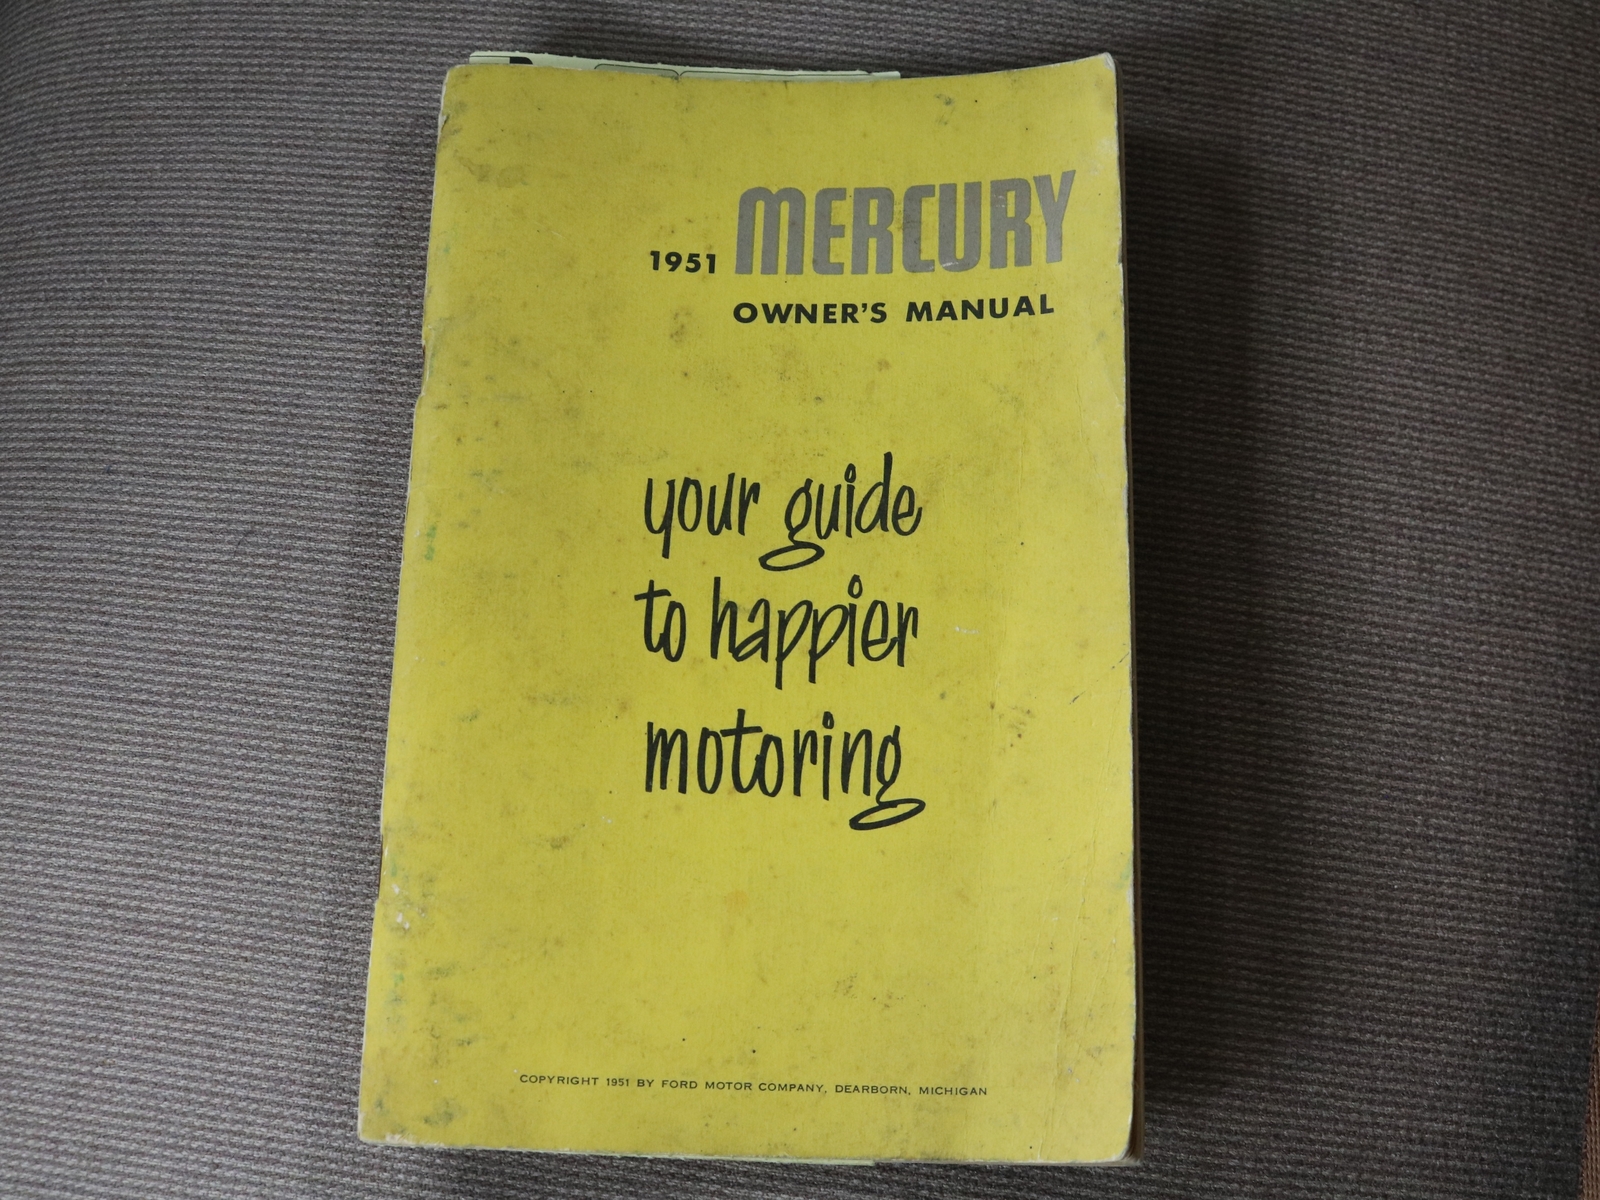 1951 MERCURY
OWNER'S MANUAL
your guide
to happier
motoring
COPYRIGHT 1951 BY FORD MOTOR COMPANY, DEARBORN, MICHIGAN